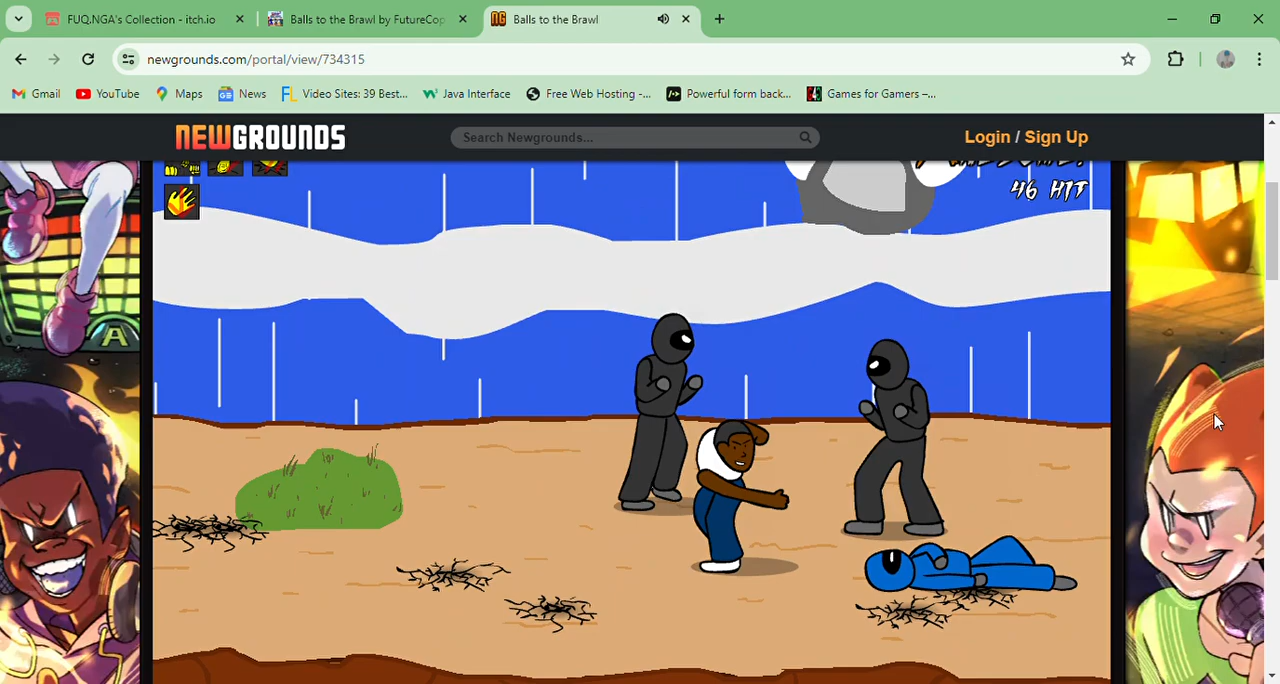 FUQ.NGA's Collection - itch.io
Balls to the Brawl by FutureCop
Balls to the Brawl
newgrounds.com/portal/view/734315
Gmail
YouTube
Maps
News
Video Sites: 39 Best...
Java Interface
Free Web Hosting -...
Powerful form back...
Games for Gamers –...
NEWGROUNDS
Search Newgrounds...
Login / Sign Up
46 HIT
A